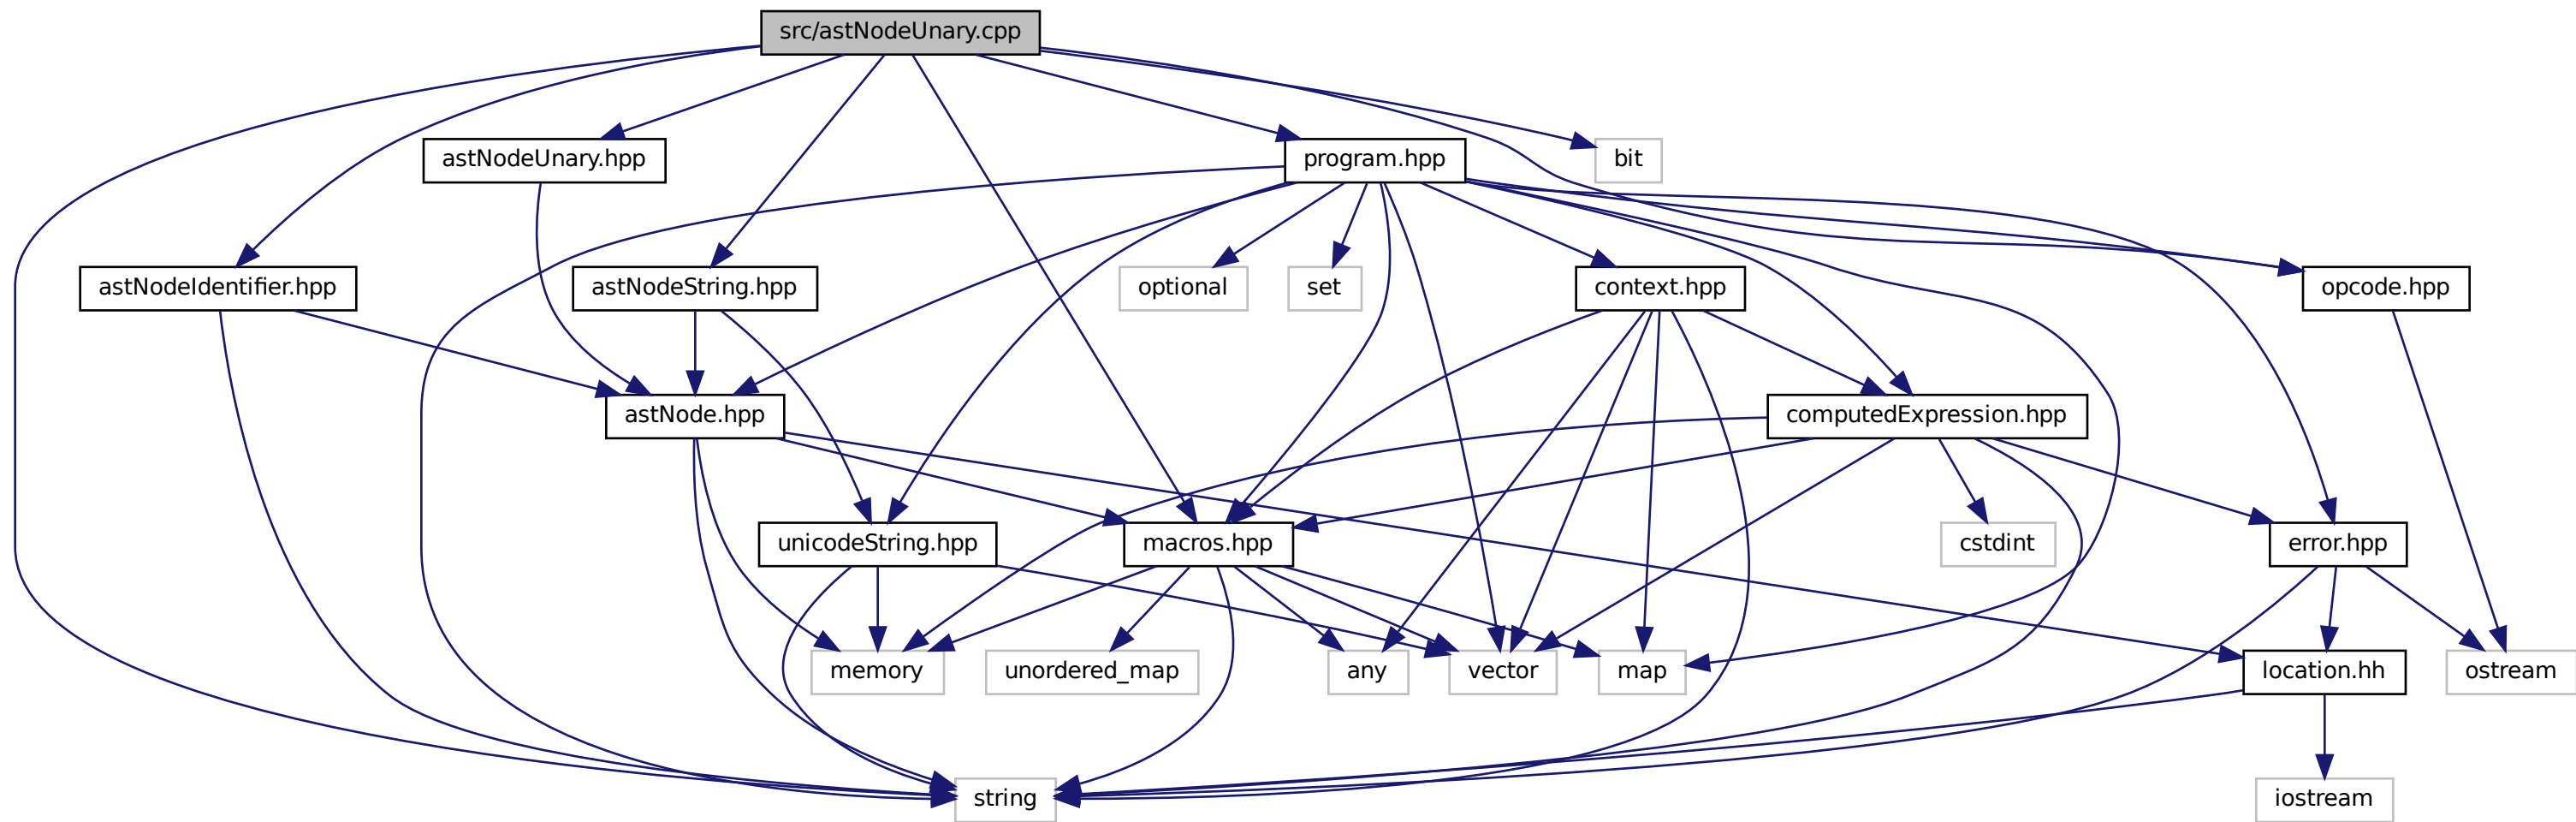 src/astNodeUnary.cpp
astNodeUnary.hpp
program.hpp
bit
astNodeIdentifier.hpp
astNodeString.hpp
optional
set
context.hpp
opcode.hpp
astNode.hpp
computedExpression.hpp
unicodeString.hpp
macros.hpp
cstdint
error.hpp
memory
unordered_map
any
vector
map
location.hh
ostream
string
iostream